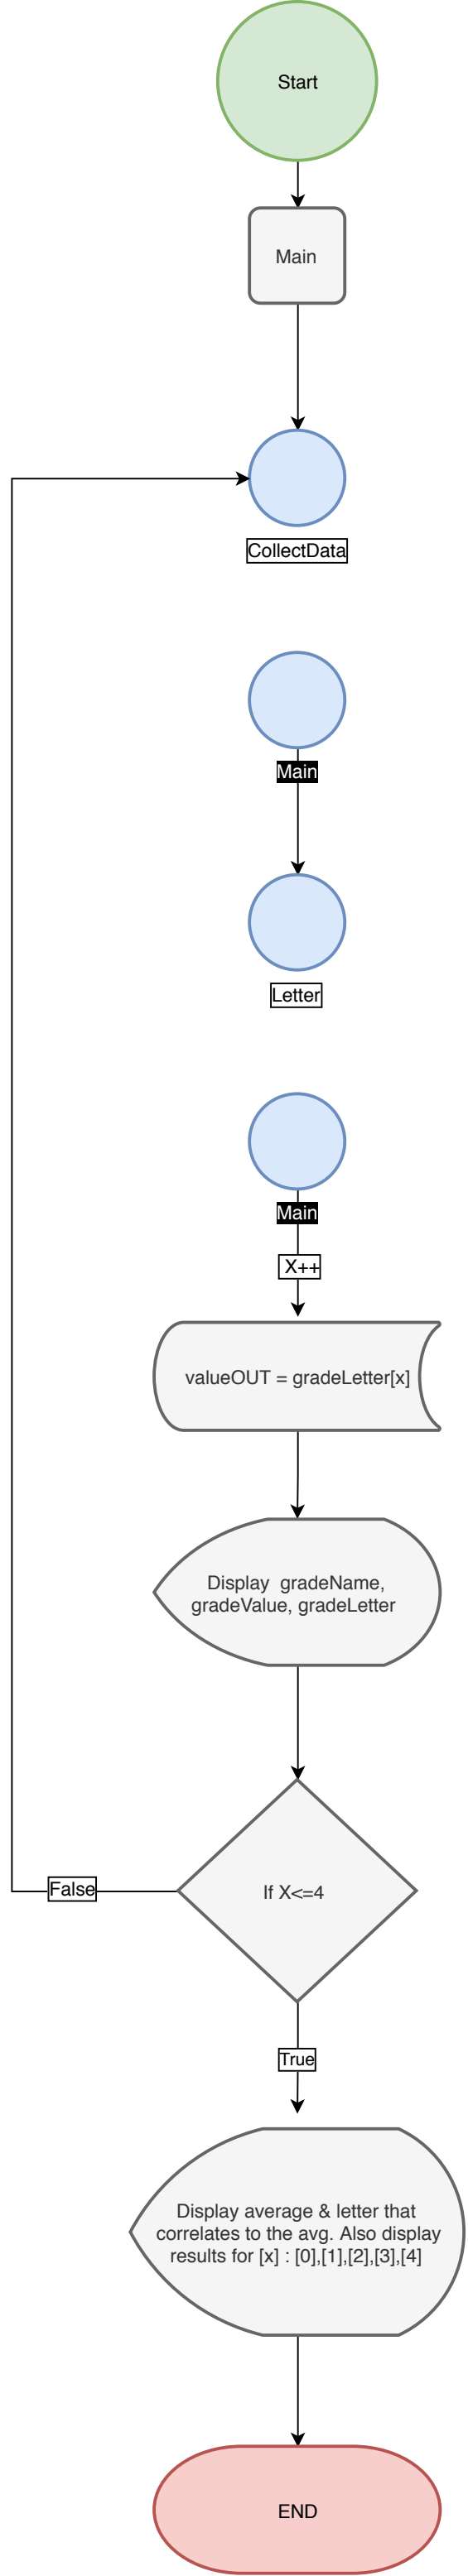 Start
Main
CollectData
Main
Letter
Main
X++
valueOUT = gradeLetter[x]
Display gradeName,
gradeValue, gradeLetter
If X<=4
False
True
Display average & letter that
correlates to the avg. Also display
results for [x] : [0],[1],[2],[3],[4]
END